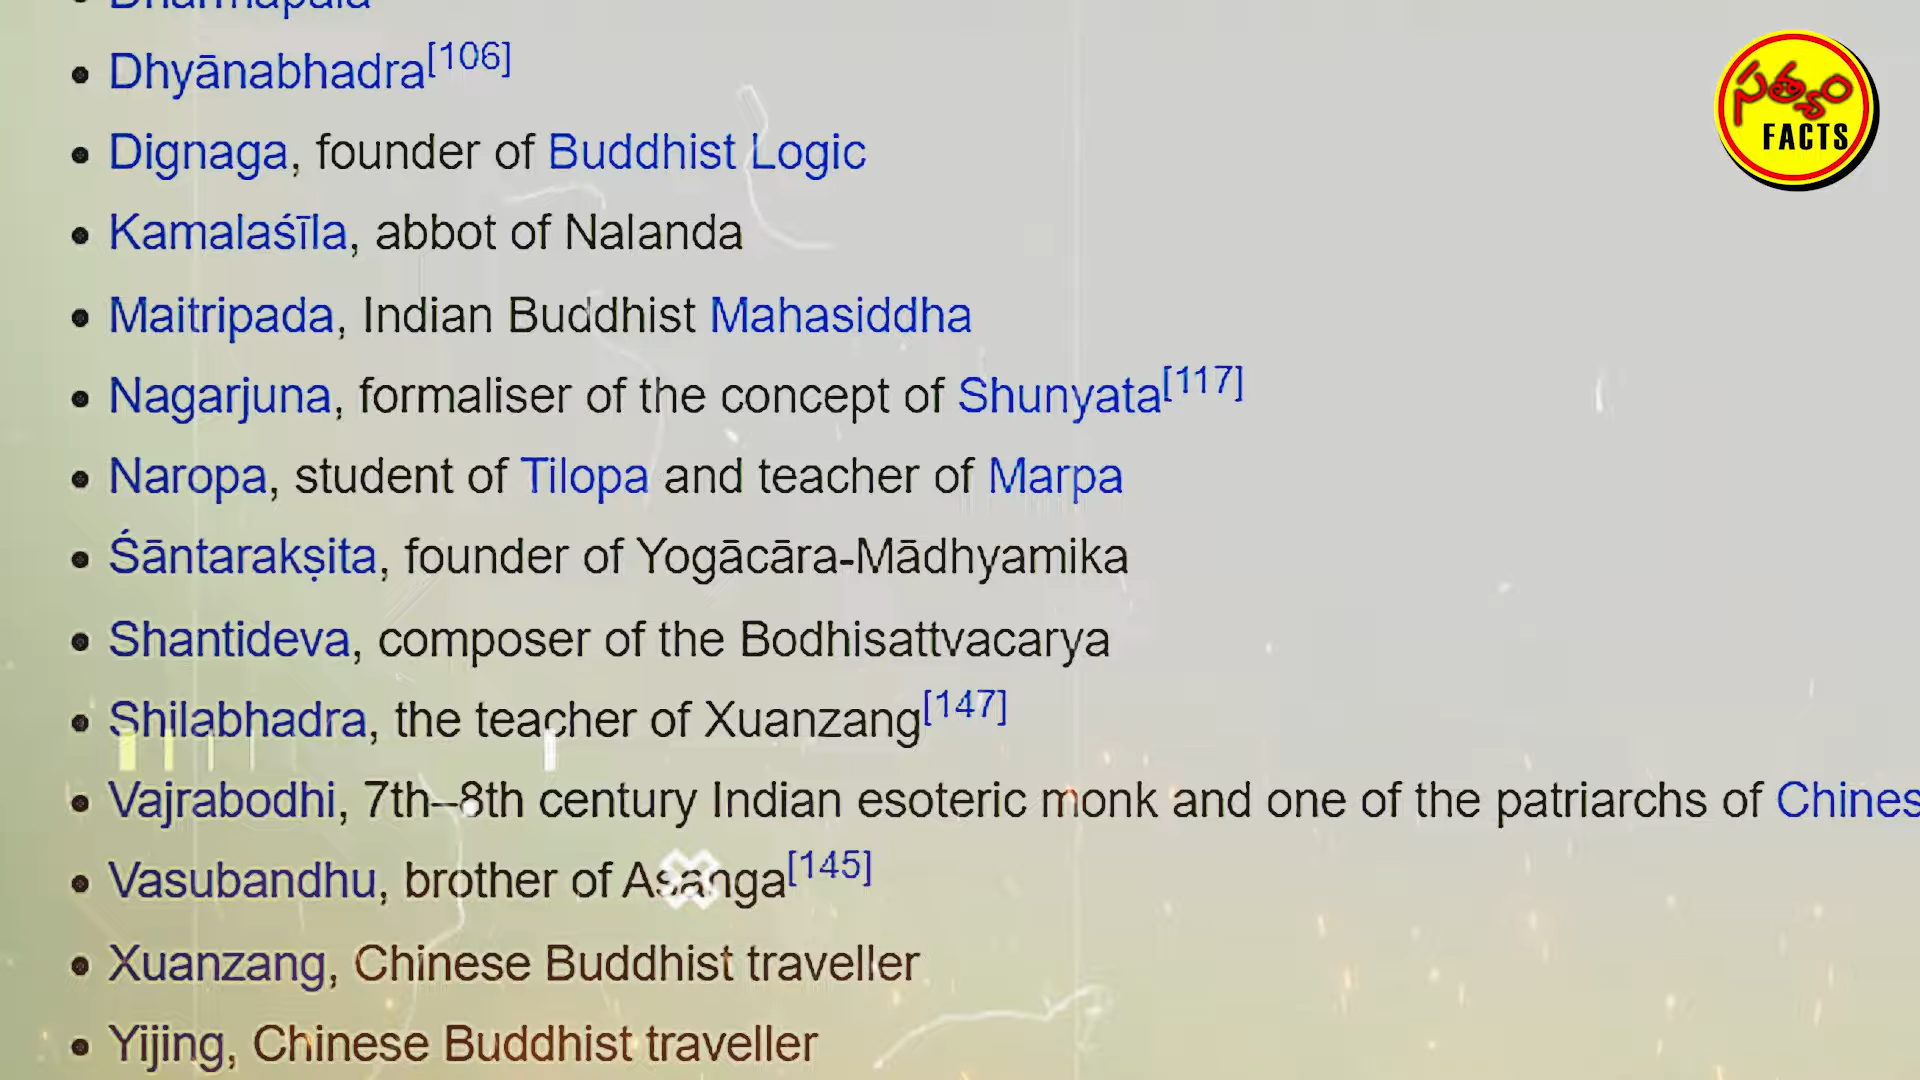 Dharmapala
• Dhyānabhadra[106]
• Dignaga, founder of Buddhist Logic
• Kamalaśīla, abbot of Nalanda
• Maitripada, Indian Buddhist Mahasiddha
• Nagarjuna, formaliser of the concept of Shunyata[117]
• Naropa, student of Tilopa and teacher of Marpa
• Śāntarakṣita, founder of Yogācāra-Mādhyamika
• Shantideva, composer of the Bodhisattvacarya
• Shilabhadra, the teacher of Xuanzang[147]
• Vajrabodhi, 7th–8th century Indian esoteric monk and one of the patriarchs of Chines
• Vasubandhu, brother of Asanga[145]
• Xuanzang, Chinese Buddhist traveller
• Yijing, Chinese Buddhist traveller
సత్యం
FACTS